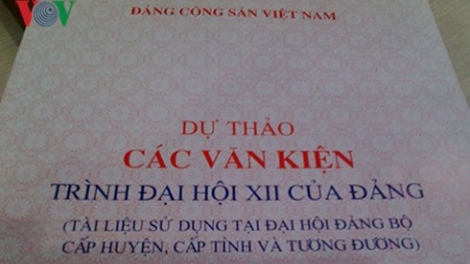 VOV
ĐẢNG CỘNG SẢN VIỆT NAM
DỰ THẢO
CÁC VĂN KIỆN
TRÌNH ĐẠI HỘI XII CỦA ĐẢNG
(TÀI LIỆU SỬ DỤNG TẠI ĐẠI HỘI ĐẢNG BỘ
CẤP HUYỆN, CẤP TỈNH VÀ TƯƠNG ĐƯƠNG)